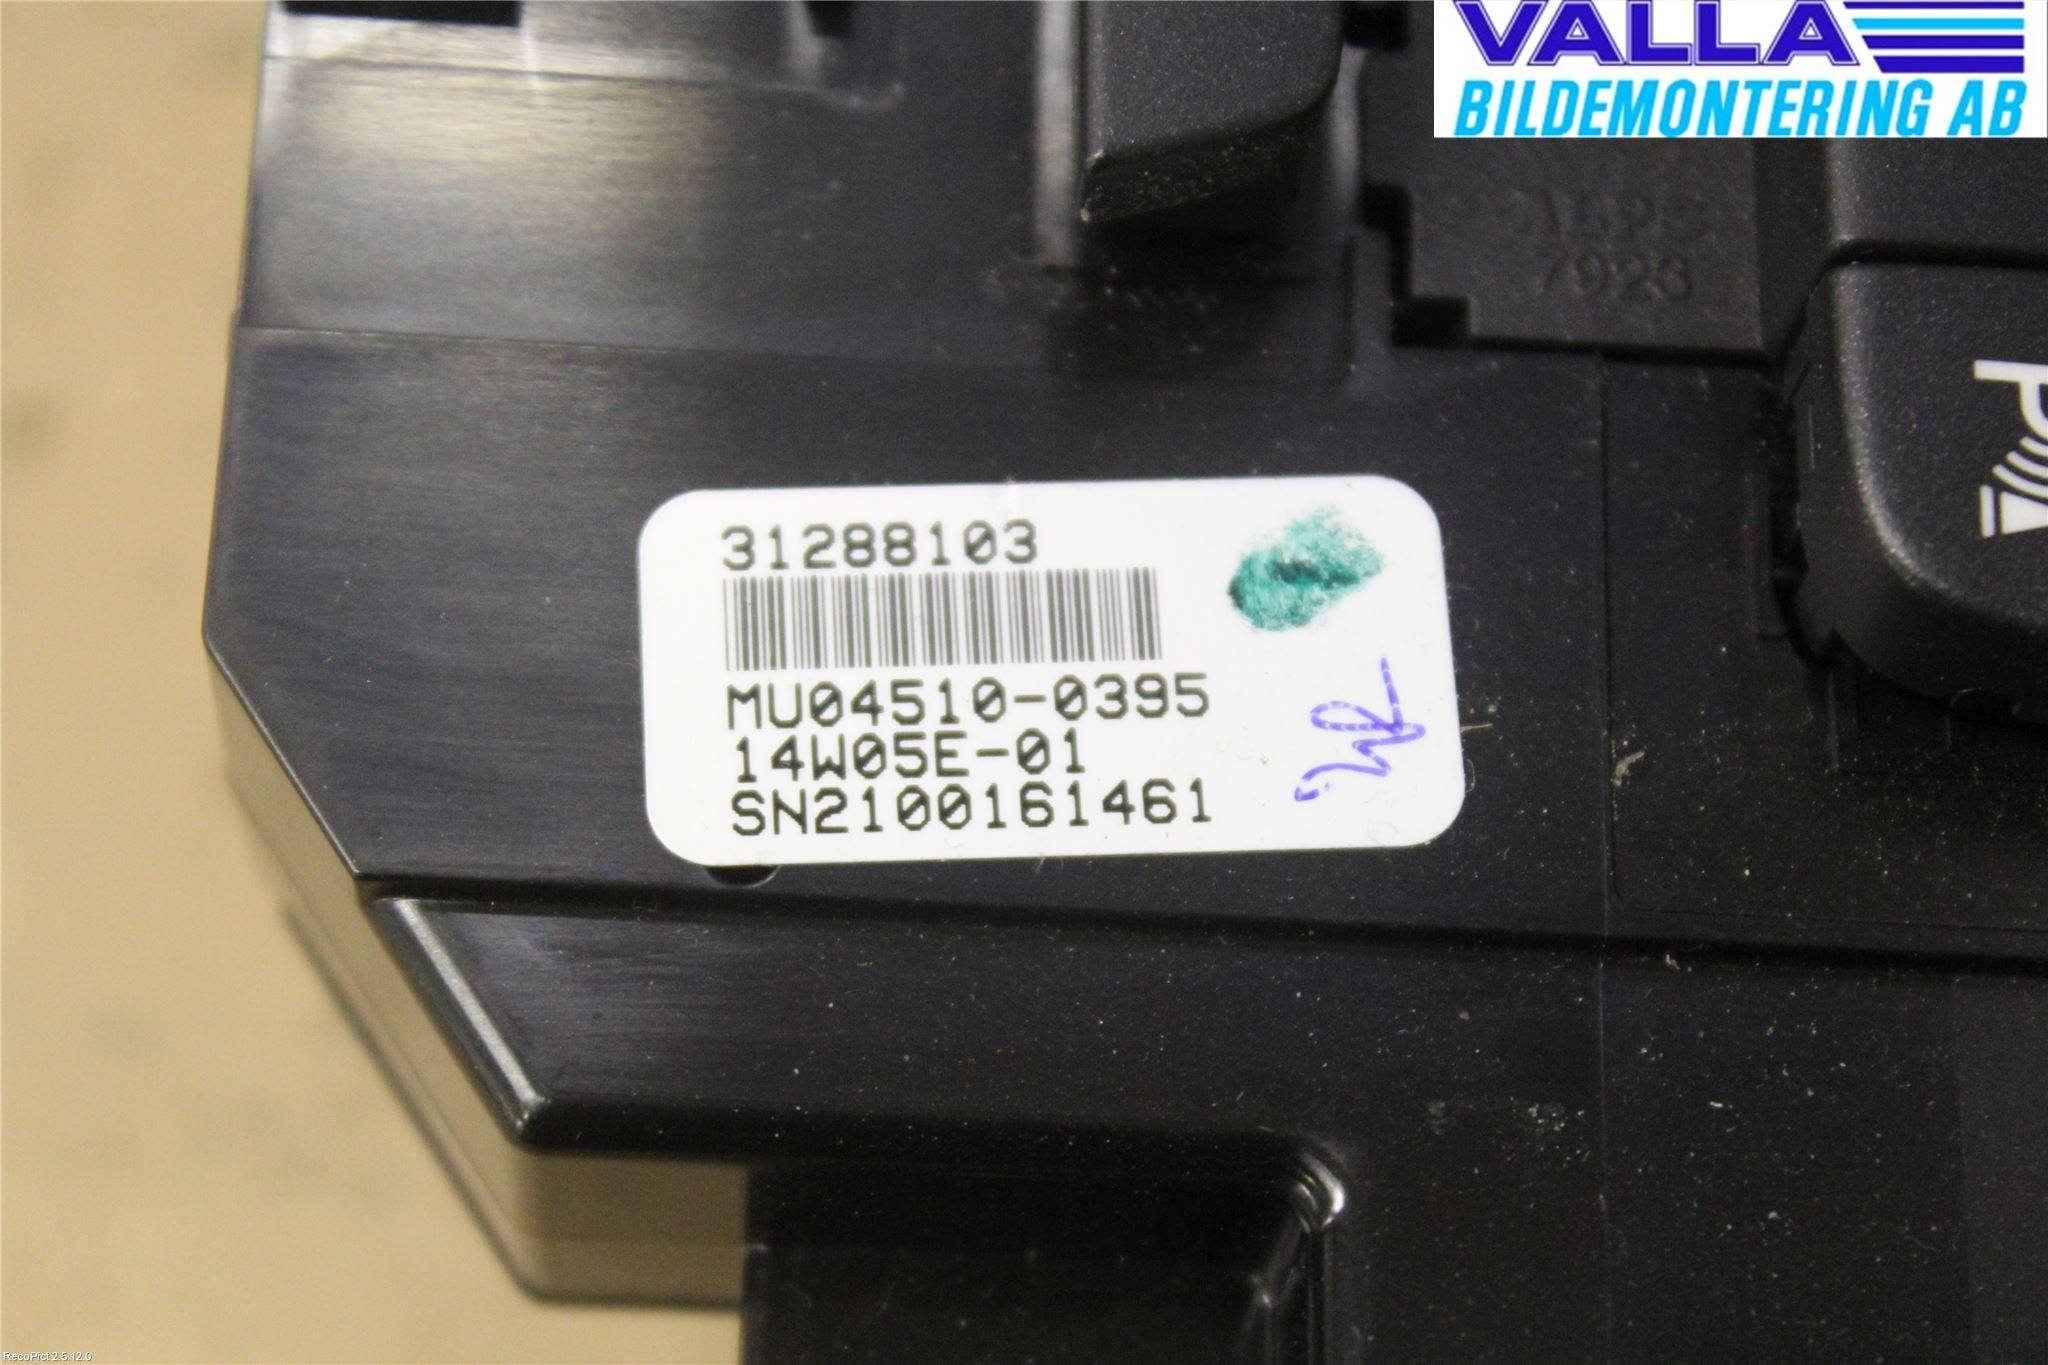 VALLA
BILDEMONTERING AB
7923
P
31288103
MU04510-0395
14W05E-01
SN2100161461
RecoPict 2.5.12.0